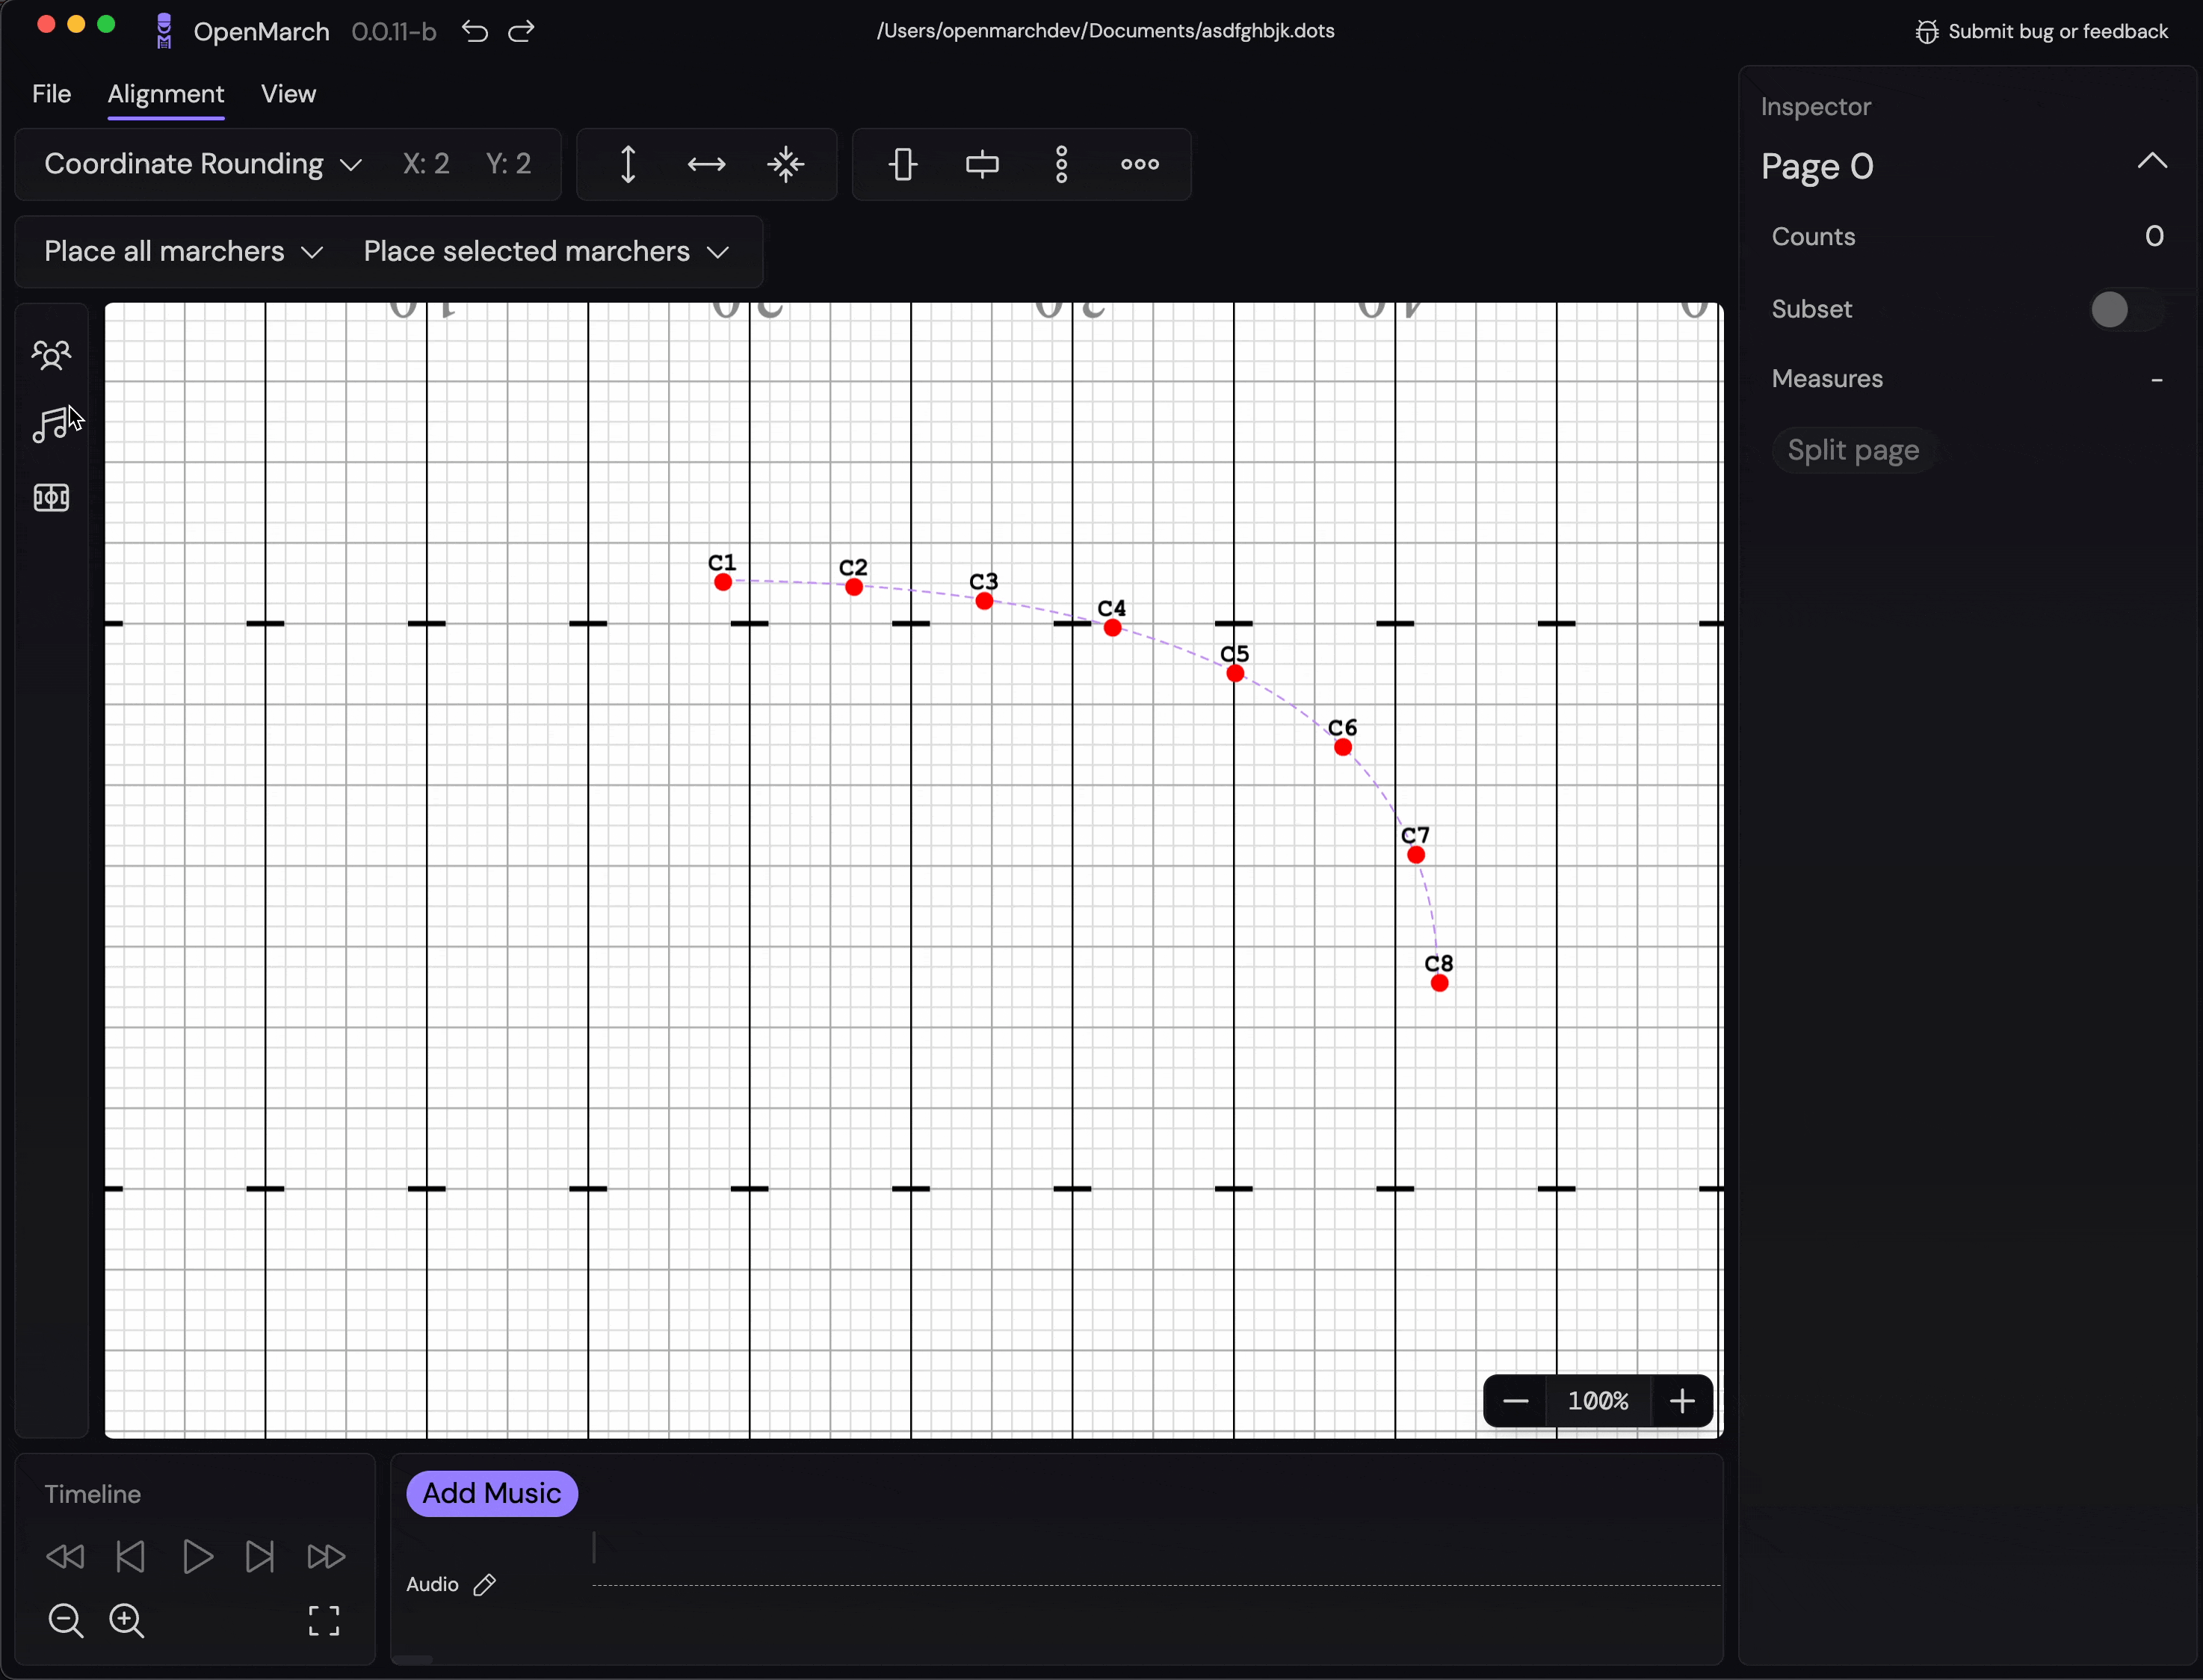 OpenMarch 0.0.11-b
/Users/openmarchdev/Documents/asdfghbjk.dots
Submit bug or feedback
File Alignment View
Coordinate Rounding X: 2 Y: 2
Place all marchers Place selected marchers
Inspector
Page 0
Counts 0
Subset
Measures -
Split page
C1
C2
C3
C4
C5
C6
C7
C8
100%
Timeline
Add Music
Audio